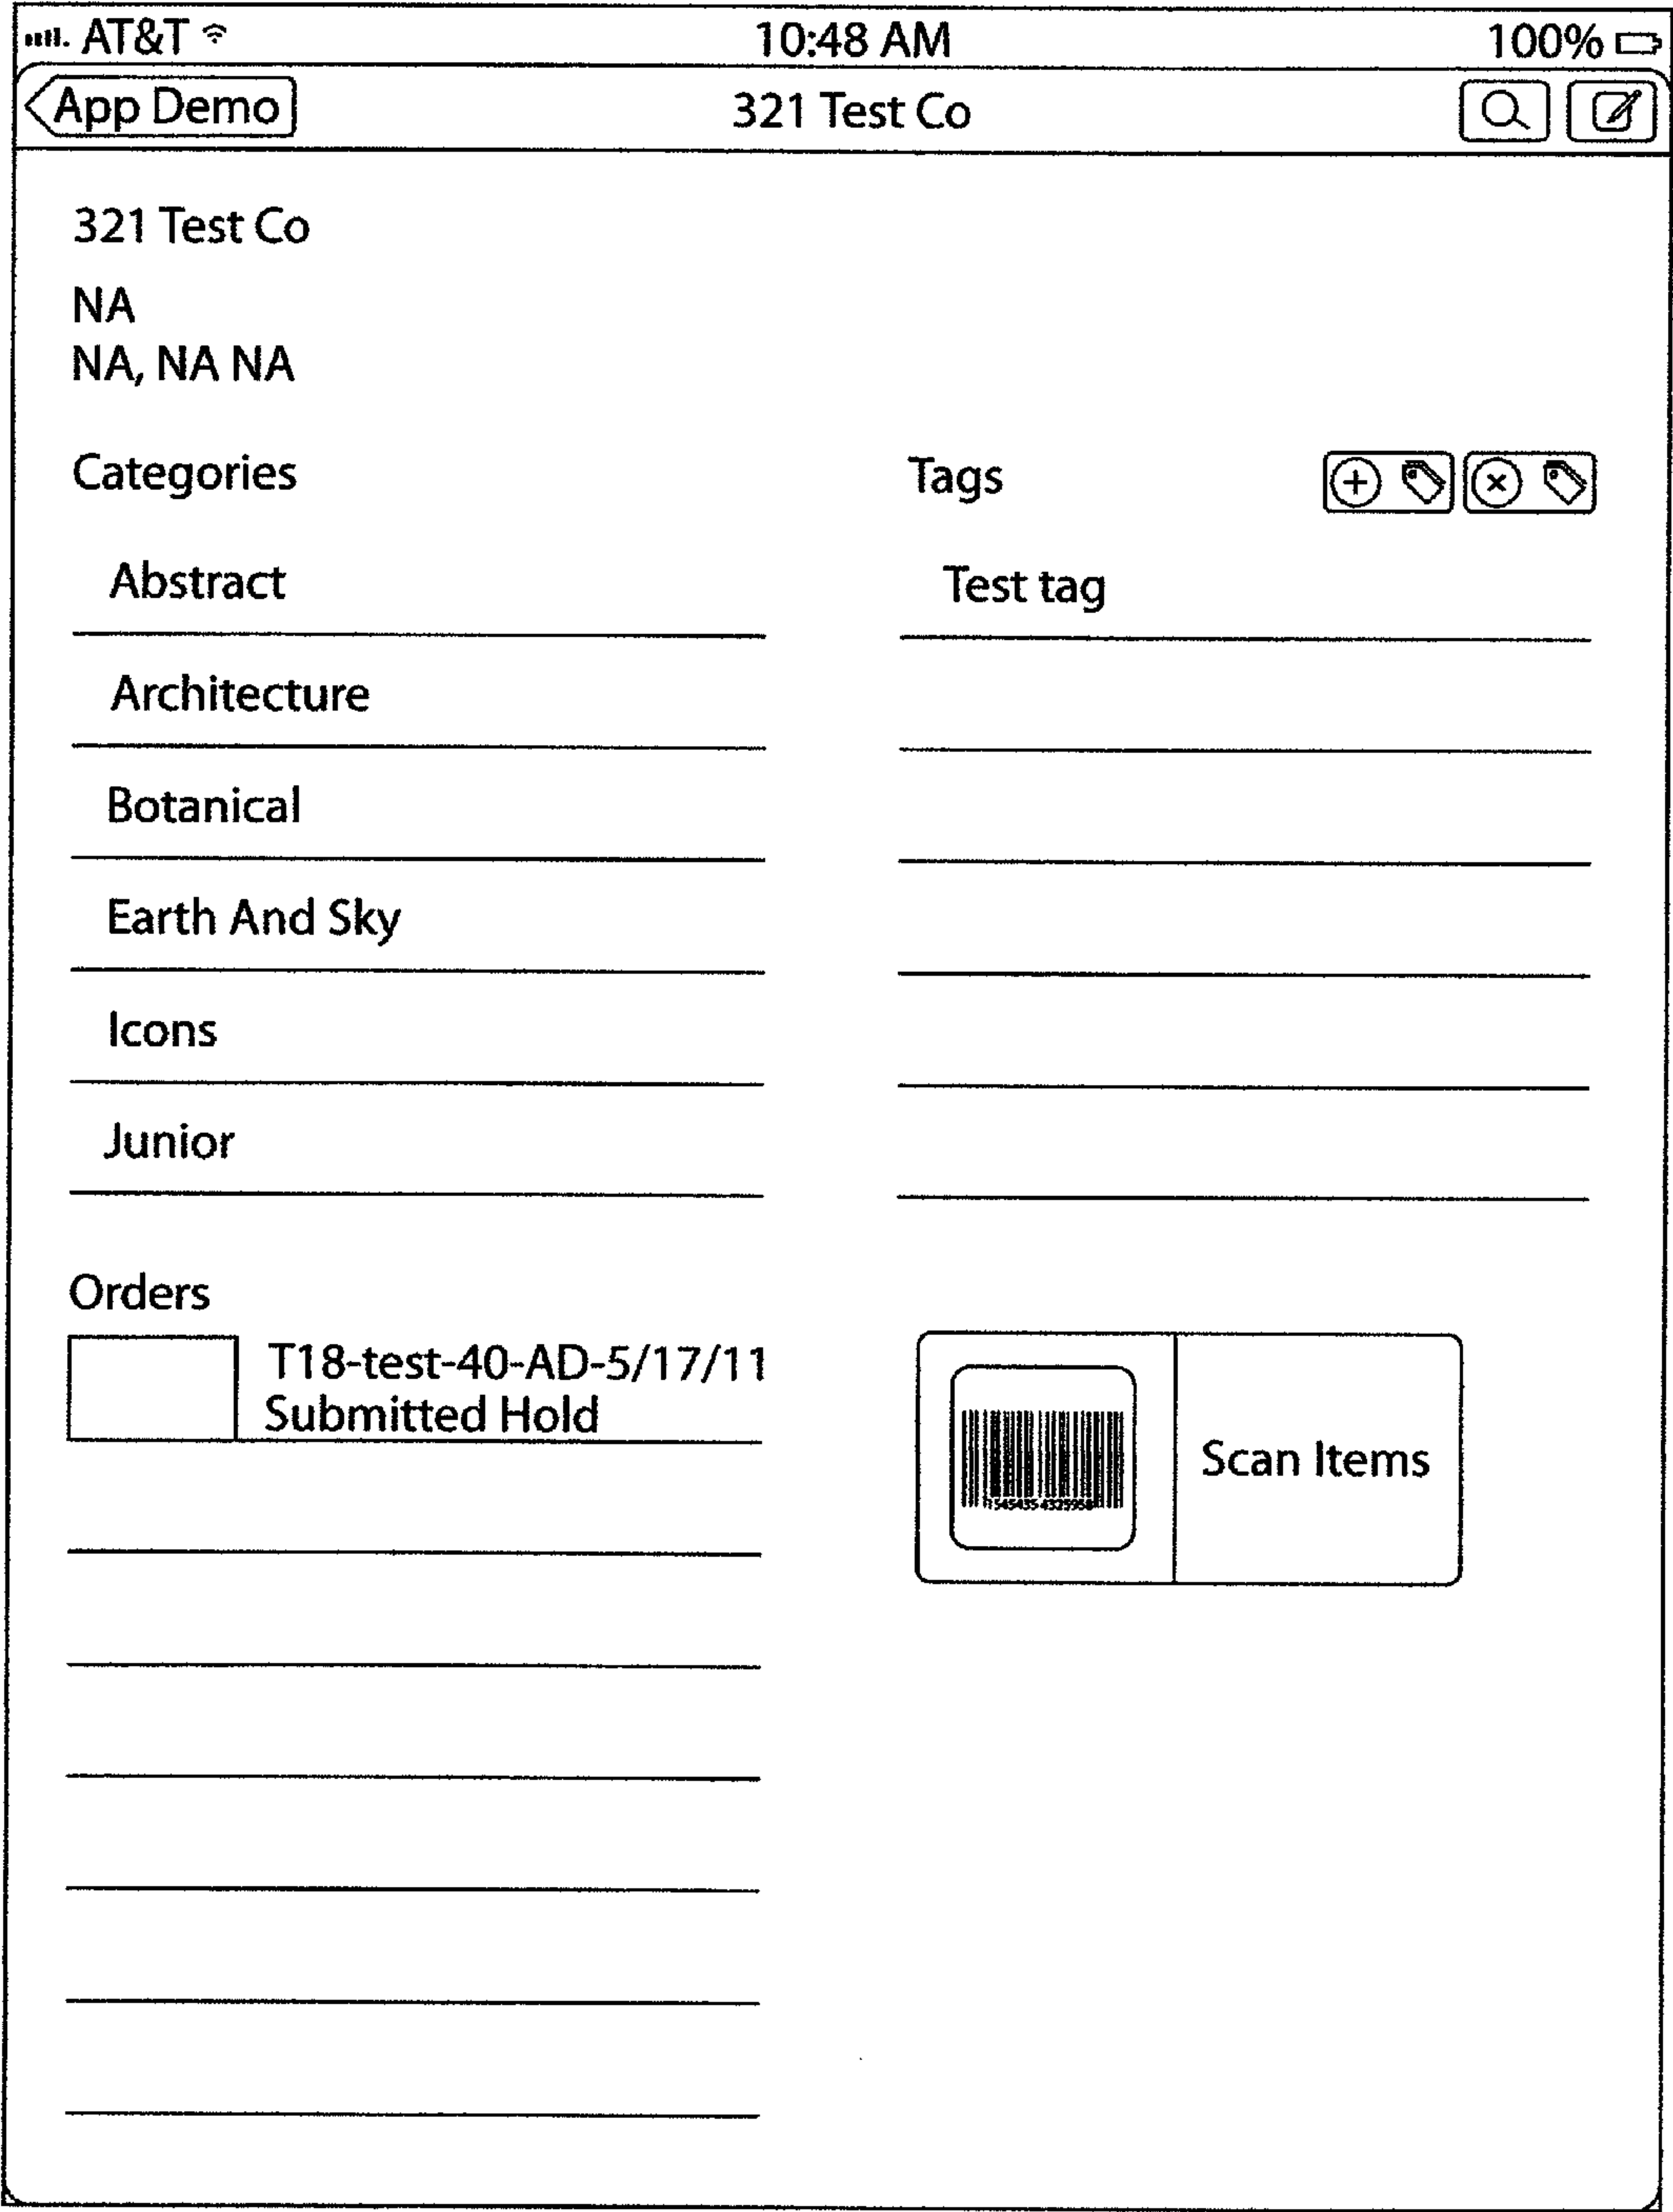 AT&T 10:48 AM 100%
App Demo 321 Test Co
321 Test Co
NA
NA, NA NA
Categories
Abstract
Architecture
Botanical
Earth And Sky
Icons
Junior
Tags
Test tag
Orders
T18-test-40-AD-5/17/11
Submitted Hold
Scan Items